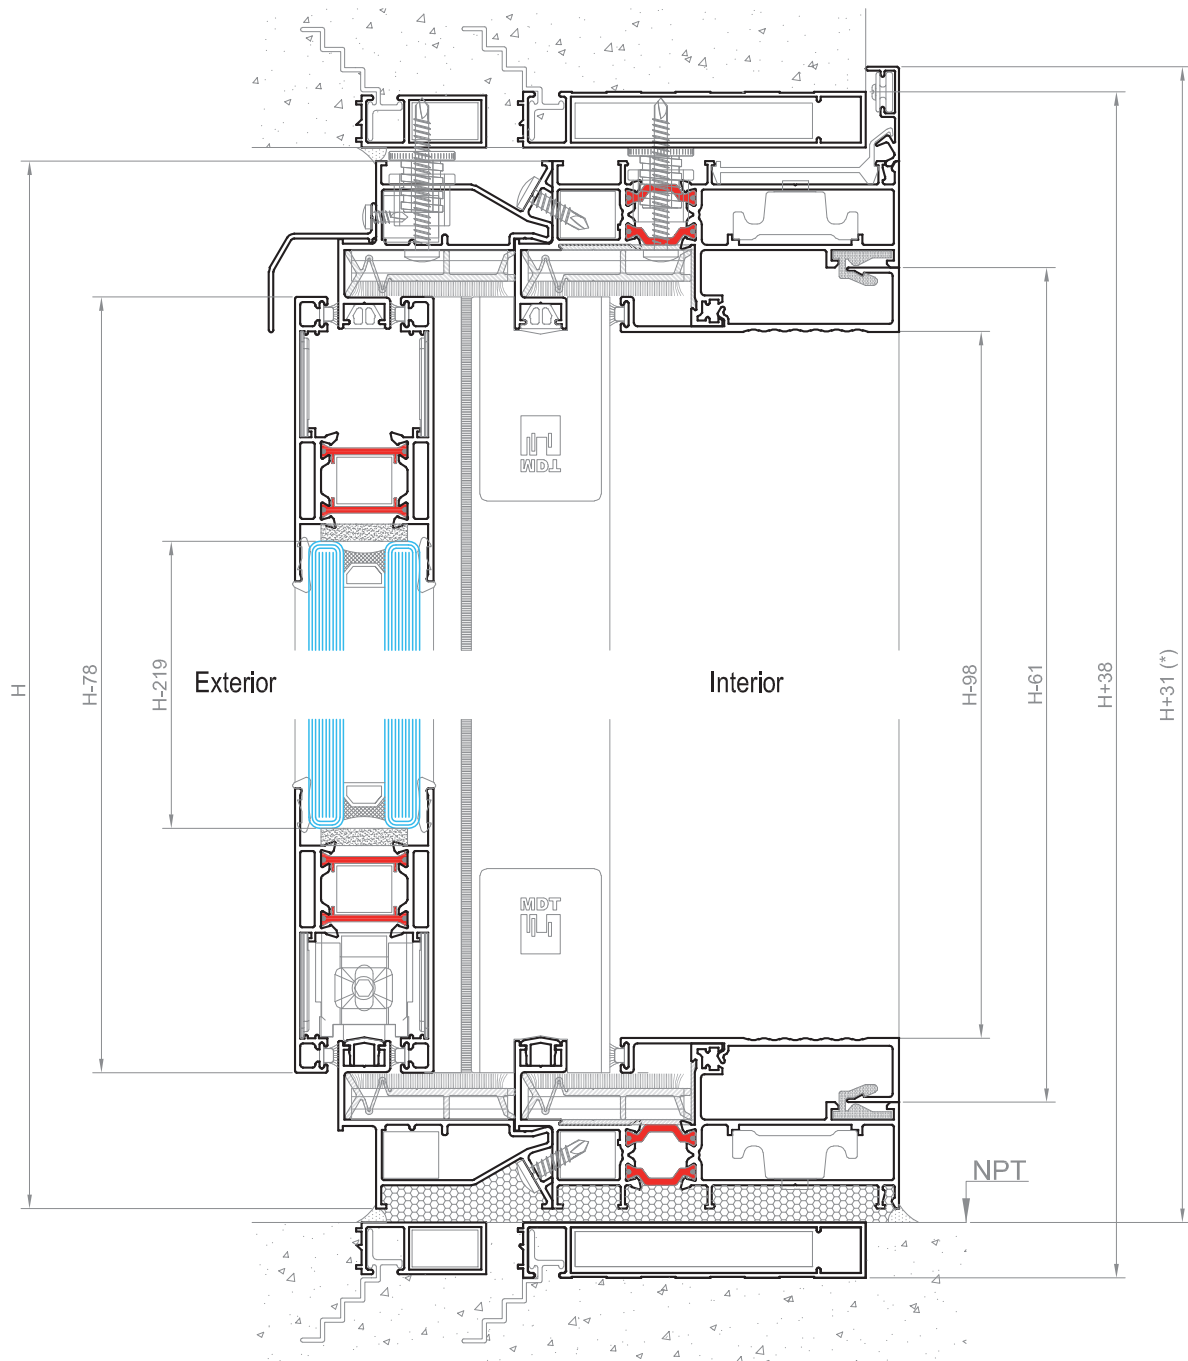 MDT
H
H-78
H-219
Exterior
Interior
H-98
H-61
H+38
H+31 (*)
MDT
NPT